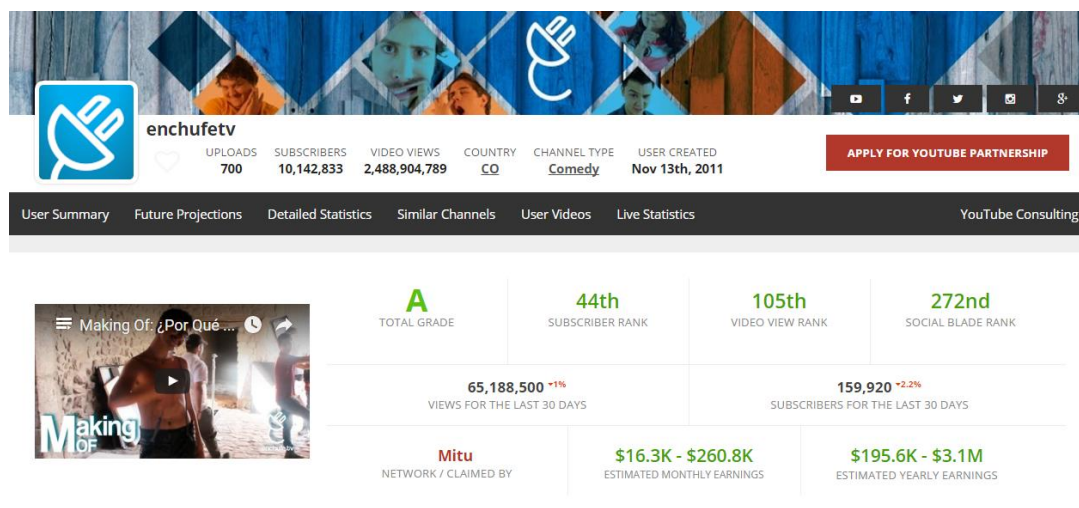 enchufetv
UPLOADS SUBSCRIBERS VIDEO VIEWS COUNTRY CHANNEL TYPE USER CREATED
700 10,142,833 2,488,904,789 CO Comedy Nov 13th, 2011
APPLY FOR YOUTUBE PARTNERSHIP
User Summary Future Projections Detailed Statistics Similar Channels User Videos Live Statistics YouTube Consulting
Making Of: ¿Por Qué ...
Making
OF
A 44th 105th 272nd
TOTAL GRADE SUBSCRIBER RANK VIDEO VIEW RANK SOCIAL BLADE RANK
65,188,500 -1% 159,920 -2.2%
VIEWS FOR THE LAST 30 DAYS SUBSCRIBERS FOR THE LAST 30 DAYS
Mitu $16.3K - $260.8K $195.6K - $3.1M
NETWORK / CLAIMED BY ESTIMATED MONTHLY EARNINGS ESTIMATED YEARLY EARNINGS